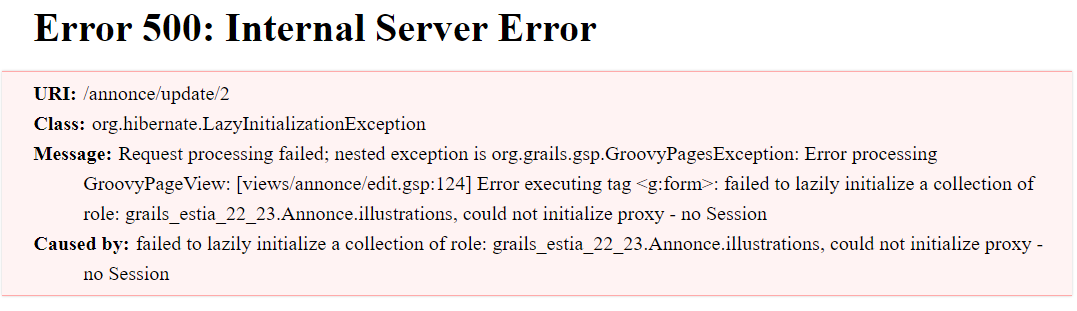 Error 500: Internal Server Error
URI: /annonce/update/2
Class: org.hibernate.LazyInitializationException
Message: Request processing failed; nested exception is org.grails.gsp.GroovyPagesException: Error processing
GroovyPageView: [views/annonce/edit.gsp:124] Error executing tag <g:form>: failed to lazily initialize a collection of
role: grails_estia_22_23.Annonce.illustrations, could not initialize proxy - no Session
Caused by: failed to lazily initialize a collection of role: grails_estia_22_23.Annonce.illustrations, could not initialize proxy -
no Session